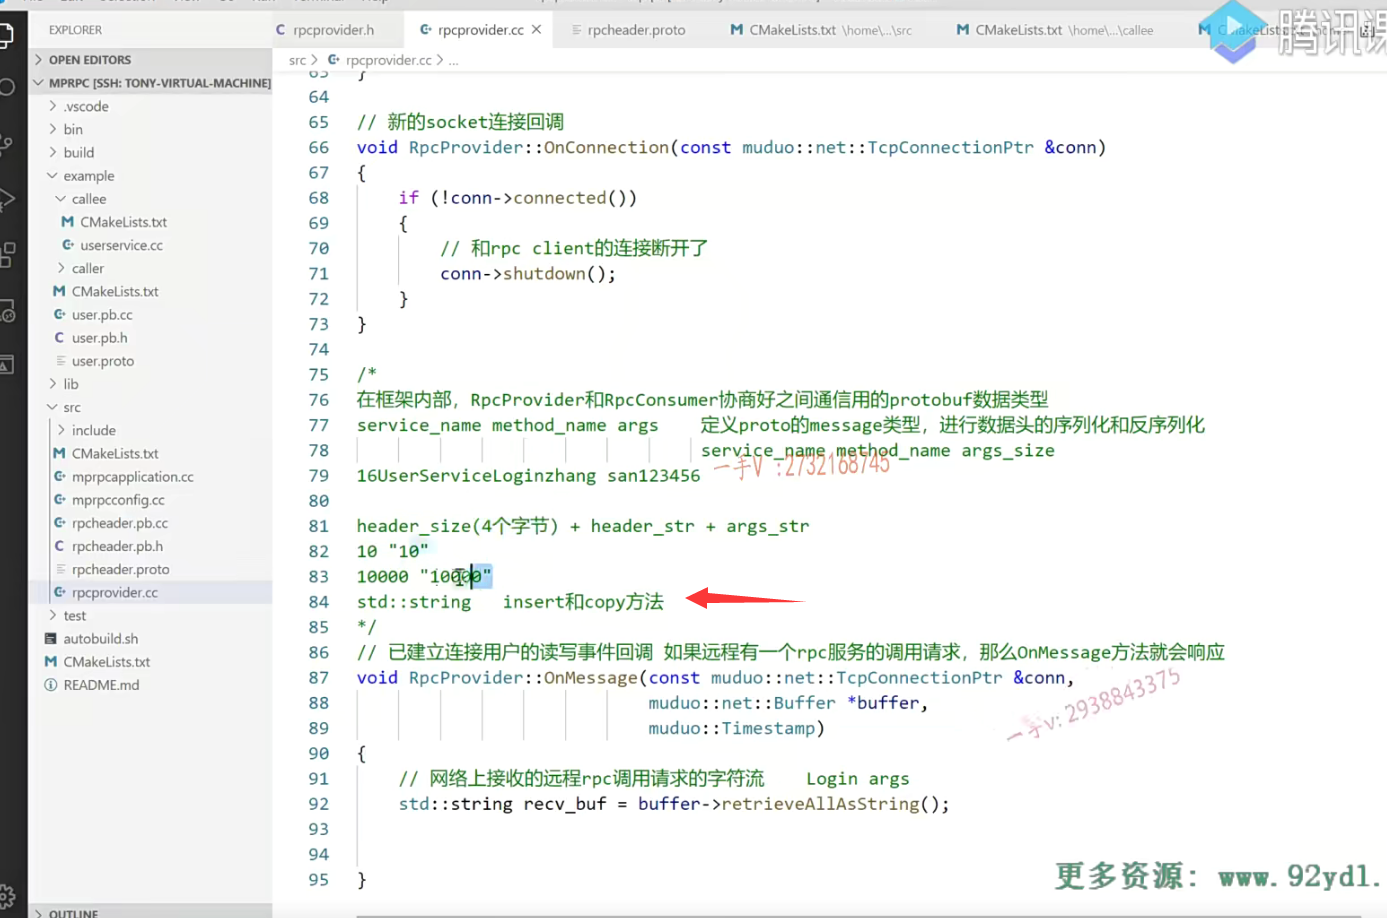 EXPLORER
rpcprovider.h
rpcprovider.cc
rpcheader.proto
CMakeLists.txt \home\...\src
CMakeLists.txt \home\...\callee
CMakeLists.txt
腾讯课
OPEN EDITORS
MPRPC [SSH: TONY-VIRTUAL-MACHINE]
.vscode
bin
build
example
callee
CMakeLists.txt
userservice.cc
caller
CMakeLists.txt
user.pb.cc
user.pb.h
user.proto
lib
src
include
CMakeLists.txt
mprpcapplication.cc
mprpcconfig.cc
rpcheader.pb.cc
rpcheader.pb.h
rpcheader.proto
rpcprovider.cc
test
autobuild.sh
CMakeLists.txt
README.md
OUTLINE
src > rpcprovider.cc > ...
63 }
64
65 // 新的socket连接回调
66 void RpcProvider::OnConnection(const muduo::net::TcpConnectionPtr &conn)
67 {
68 if (!conn->connected())
69 {
70 // 和rpc client的连接断开了
71 conn->shutdown();
72 }
73 }
74
75 /*
76 在框架内部，RpcProvider和RpcConsumer协商好之间通信用的protobuf数据类型
77 service_name method_name args 定义proto的message类型，进行数据头的序列化和反序列化
78 service_name method_name args_size
79 16UserServiceLoginzhang san123456
一手V :2732168745
80
81 header_size(4个字节) + header_str + args_str
82 10 "10"
83 10000 "10000"
84 std::string insert和copy方法
85 */
86 // 已建立连接用户的读写事件回调 如果远程有一个rpc服务的调用请求，那么OnMessage方法就会响应
87 void RpcProvider::OnMessage(const muduo::net::TcpConnectionPtr &conn,
88 muduo::net::Buffer *buffer,
89 muduo::Timestamp)
一手v: 2938843375
90 {
91 // 网络上接收的远程rpc调用请求的字符流 Login args
92 std::string recv_buf = buffer->retrieveAllAsString();
93
94
95 }
更多资源: www.92yd1.